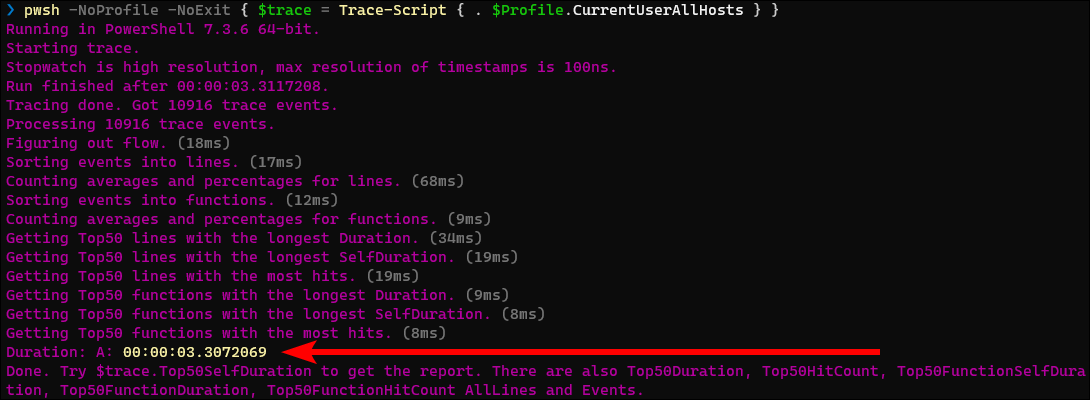 ❯ pwsh -NoProfile -NoExit { $trace = Trace-Script { . $Profile.CurrentUserAllHosts } }
Running in PowerShell 7.3.6 64-bit.
Starting trace.
Stopwatch is high resolution, max resolution of timestamps is 100ns.
Run finished after 00:00:03.3117208.
Tracing done. Got 10916 trace events.
Processing 10916 trace events.
Figuring out flow. (18ms)
Sorting events into lines. (17ms)
Counting averages and percentages for lines. (68ms)
Sorting events into functions. (12ms)
Counting averages and percentages for functions. (9ms)
Getting Top50 lines with the longest Duration. (34ms)
Getting Top50 lines with the longest SelfDuration. (19ms)
Getting Top50 lines with the most hits. (19ms)
Getting Top50 functions with the longest Duration. (9ms)
Getting Top50 functions with the longest SelfDuration. (8ms)
Getting Top50 functions with the most hits. (8ms)
Duration: A: 00:00:03.3072069
Done. Try $trace.Top50SelfDuration to get the report. There are also Top50Duration, Top50HitCount, Top50FunctionSelfDura
tion, Top50FunctionDuration, Top50FunctionHitCount AllLines and Events.